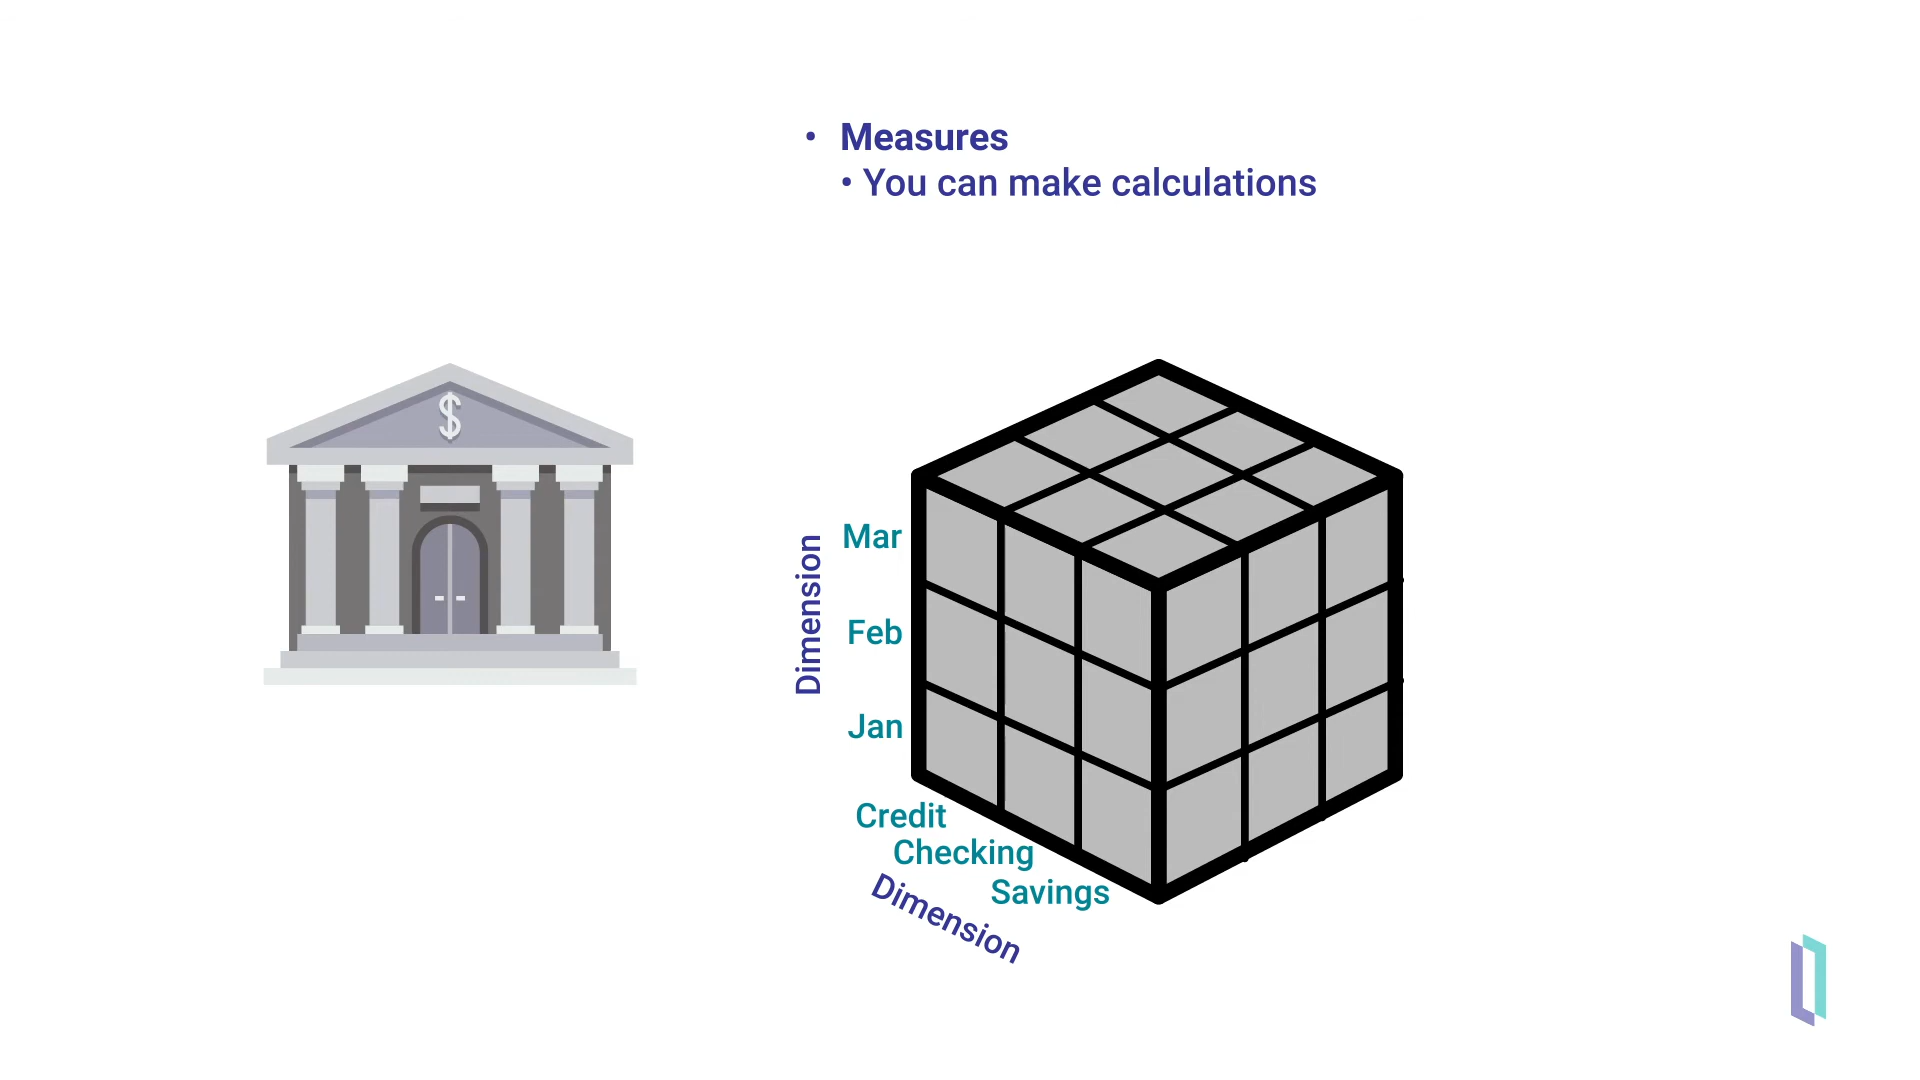 • Measures
• You can make calculations
$
Dimension
Mar
Feb
Jan
Credit
Checking
Savings
Dimension